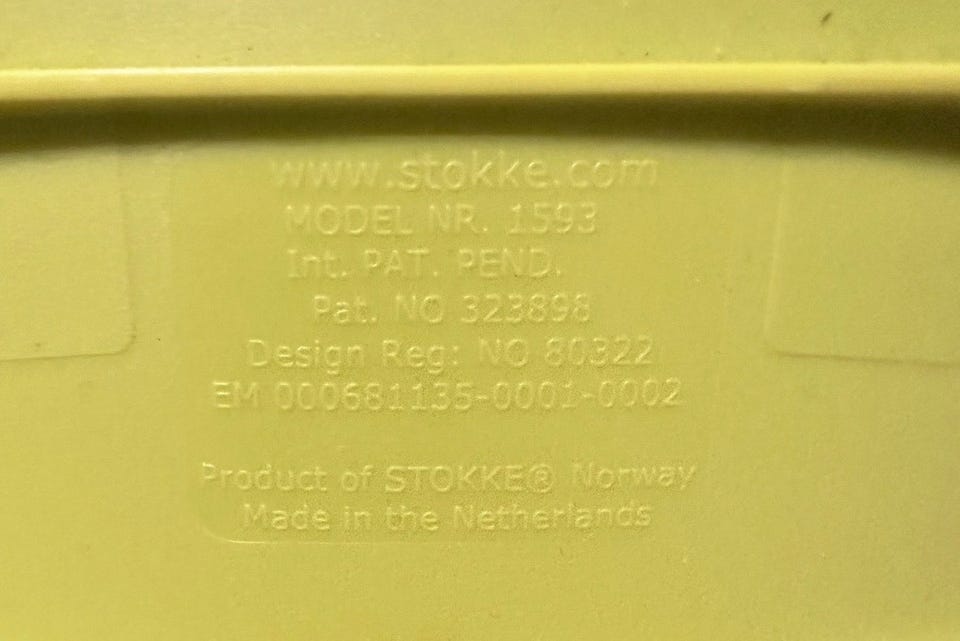 www.stokke.com
MODEL NR. 1593
Int. PAT. PEND.
Pat. NO 323898
Design Reg: NO 80322
EM 000681135-0001-0002
Product of STOKKE® Norway
Made in the Netherlands